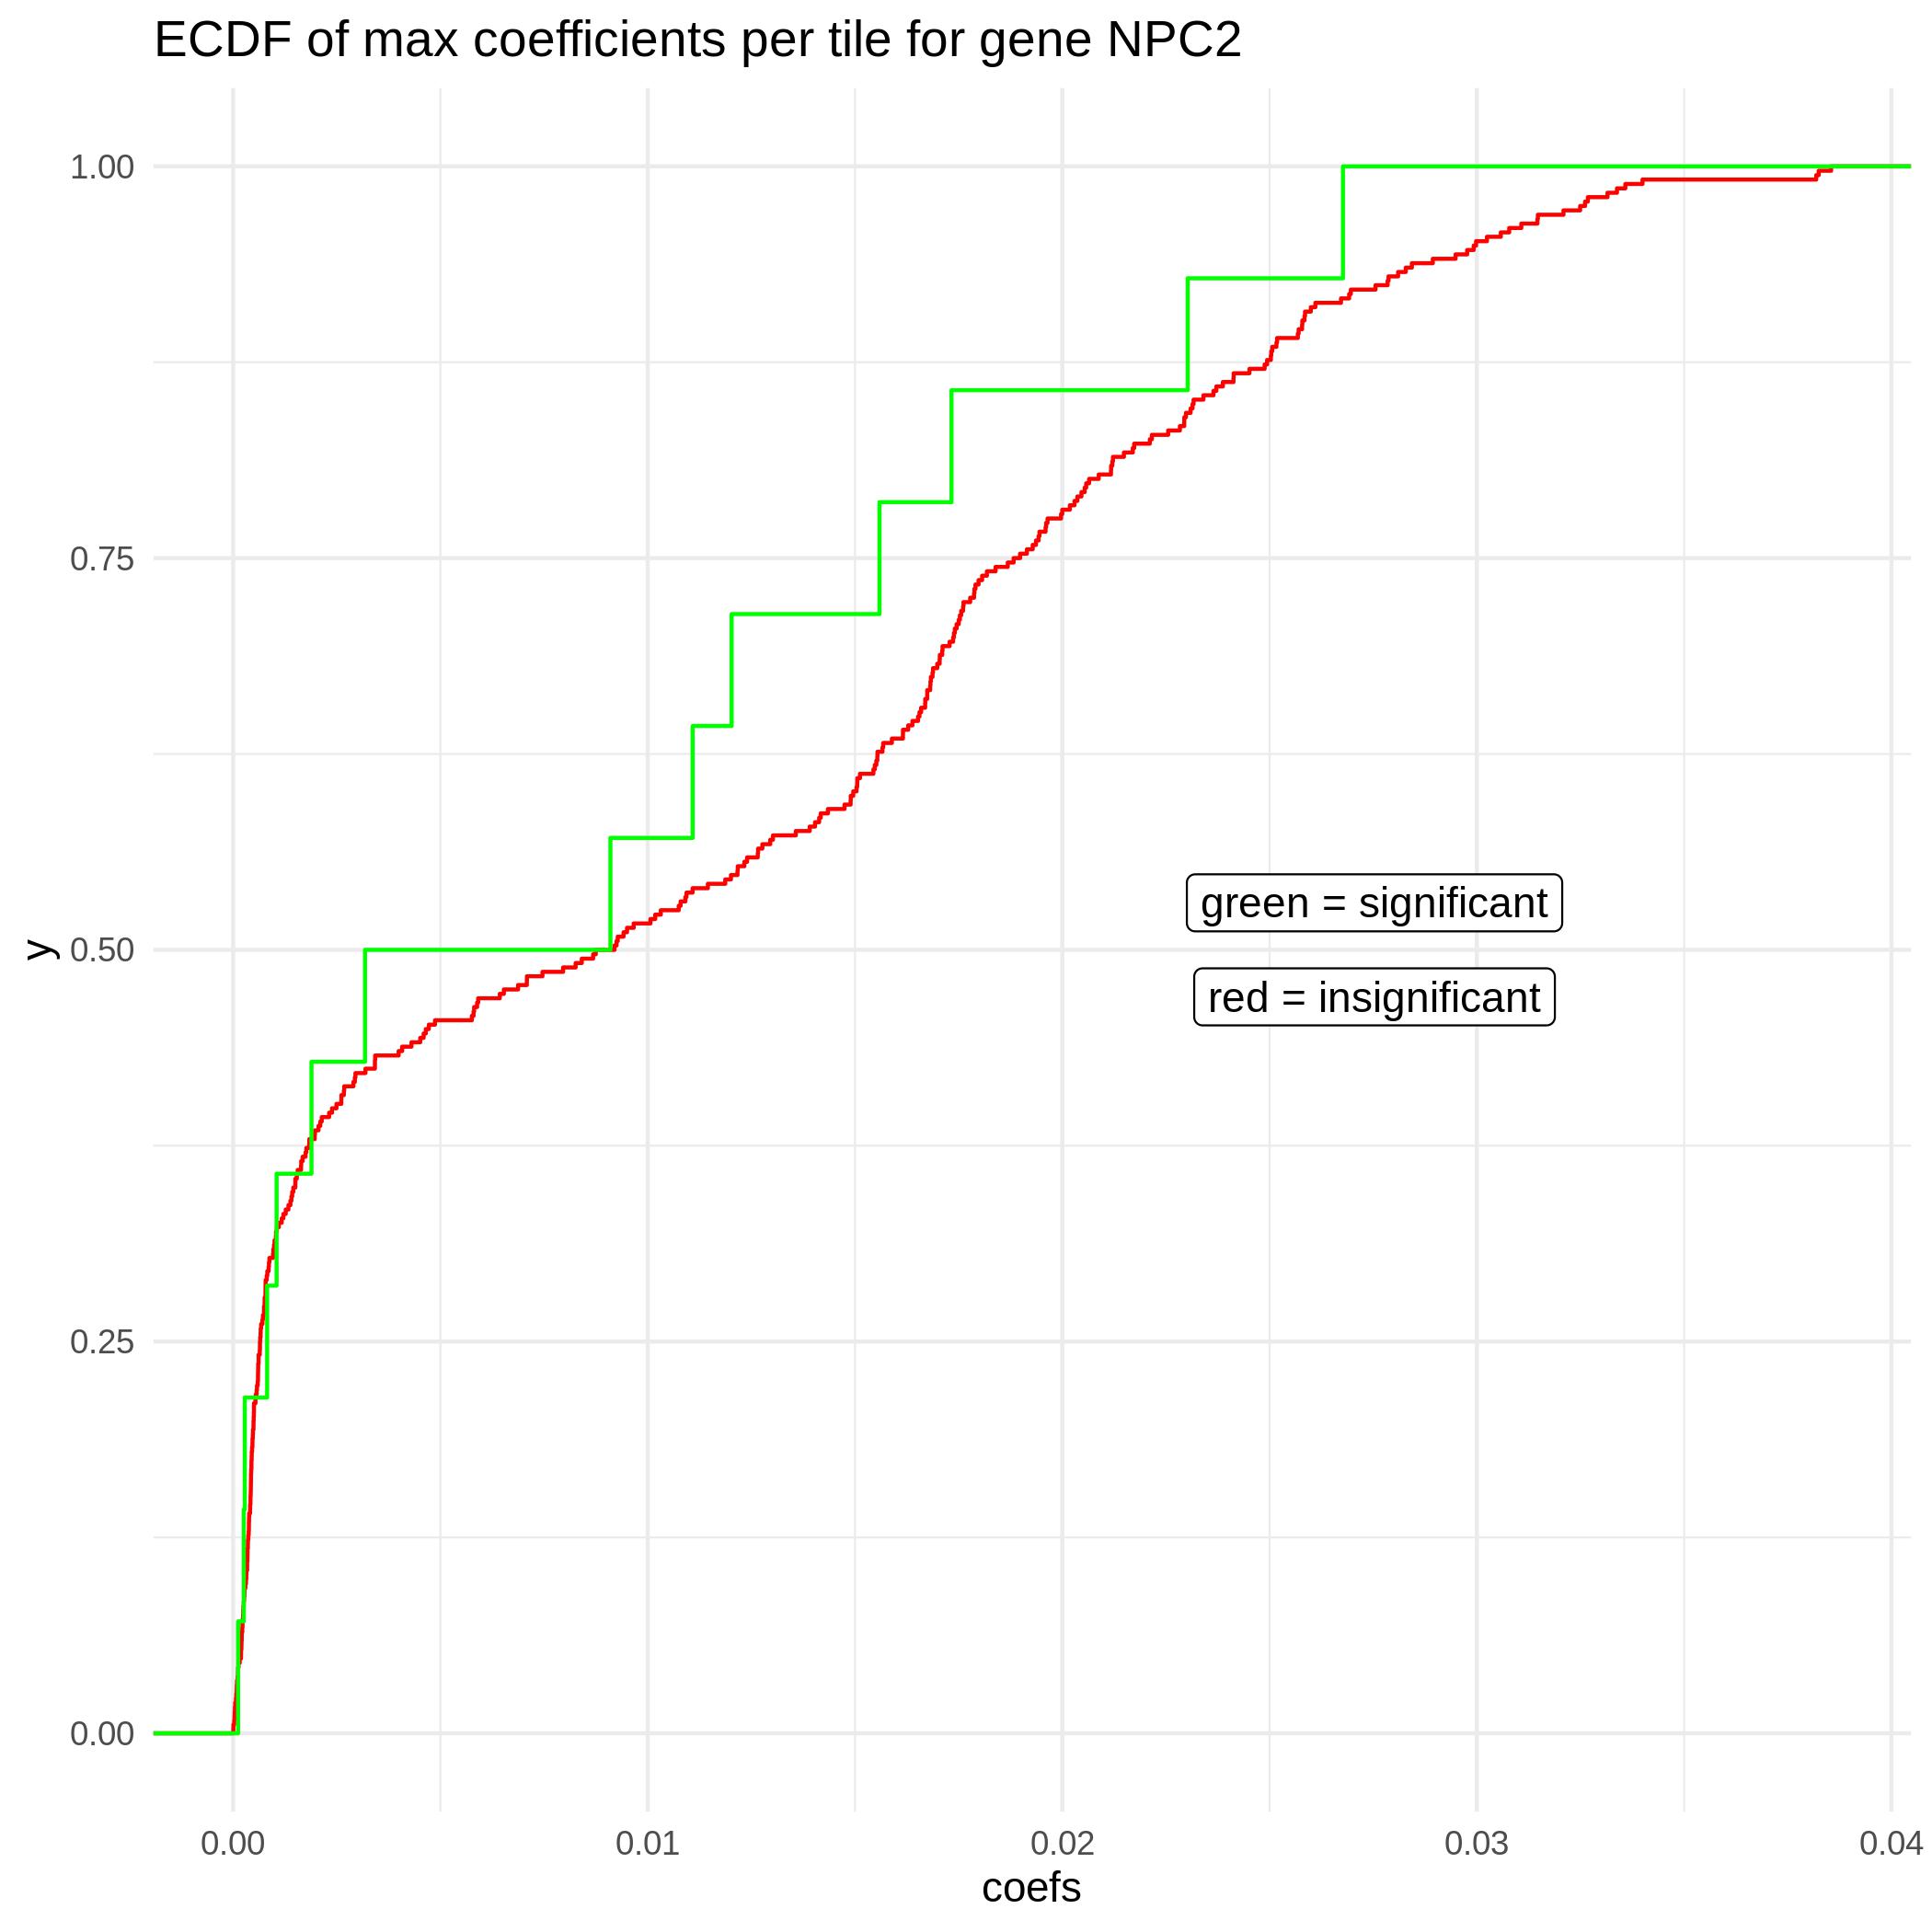 ECDF of max coefficients per tile for gene NPC2
1.00
0.75
0.50
0.25
0.00
y
green = significant
red = insignificant
0.00 0.01 0.02 0.03 0.04
coefs